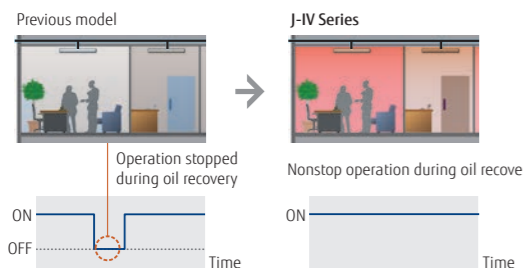 Previous model
J-IV Series
Operation stopped
during oil recovery
Nonstop operation during oil recove
ON
OFF
Time
ON
Time